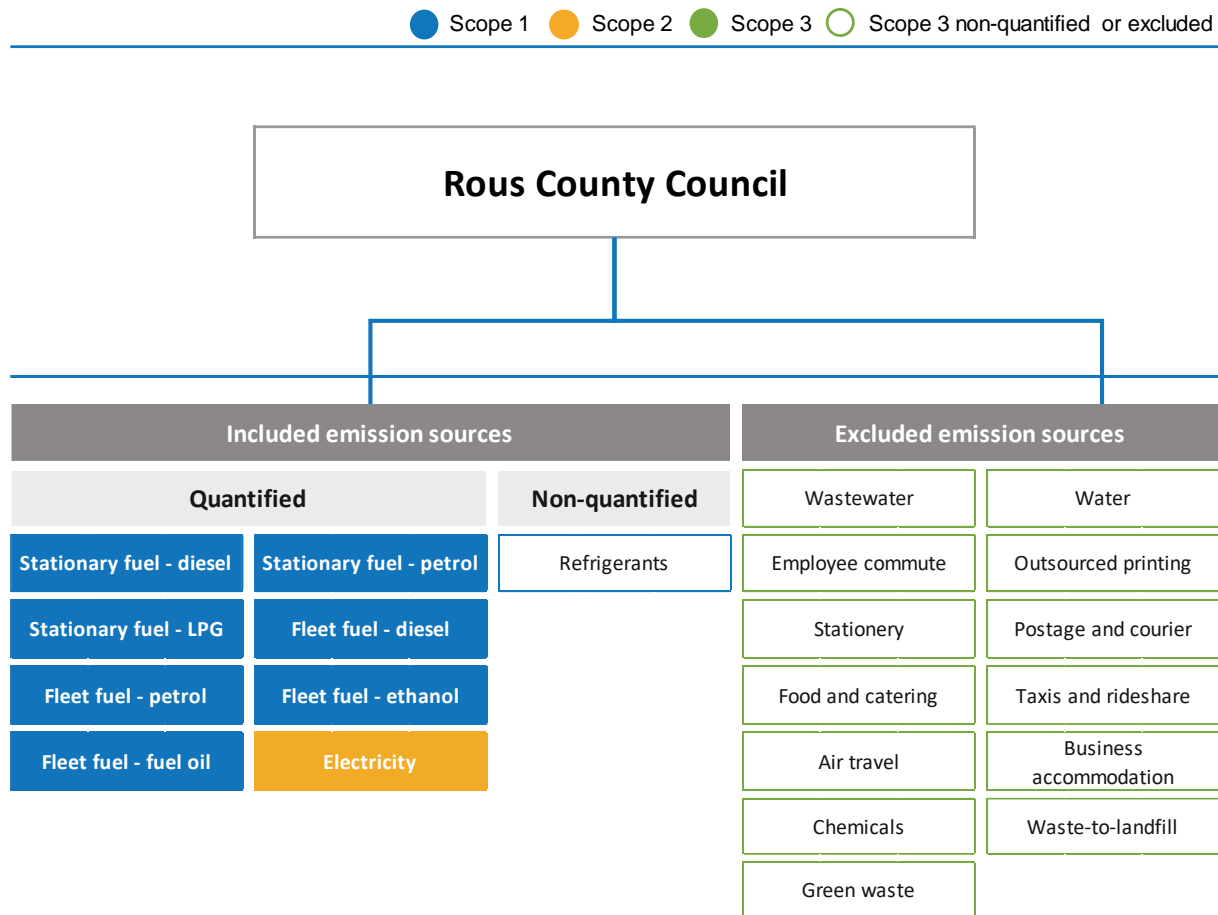 Scope 1 Scope 2 Scope 3 Scope 3 non-quantified or excluded
Rous County Council
Included emission sources
Excluded emission sources
Quantified
Non-quantified
Wastewater
Water
Stationary fuel - diesel
Stationary fuel - petrol
Refrigerants
Employee commute
Outsourced printing
Stationary fuel - LPG
Fleet fuel - diesel
Stationery
Postage and courier
Fleet fuel - petrol
Fleet fuel - ethanol
Food and catering
Taxis and rideshare
Fleet fuel - fuel oil
Electricity
Air travel
Business
accommodation
Chemicals
Waste-to-landfill
Green waste